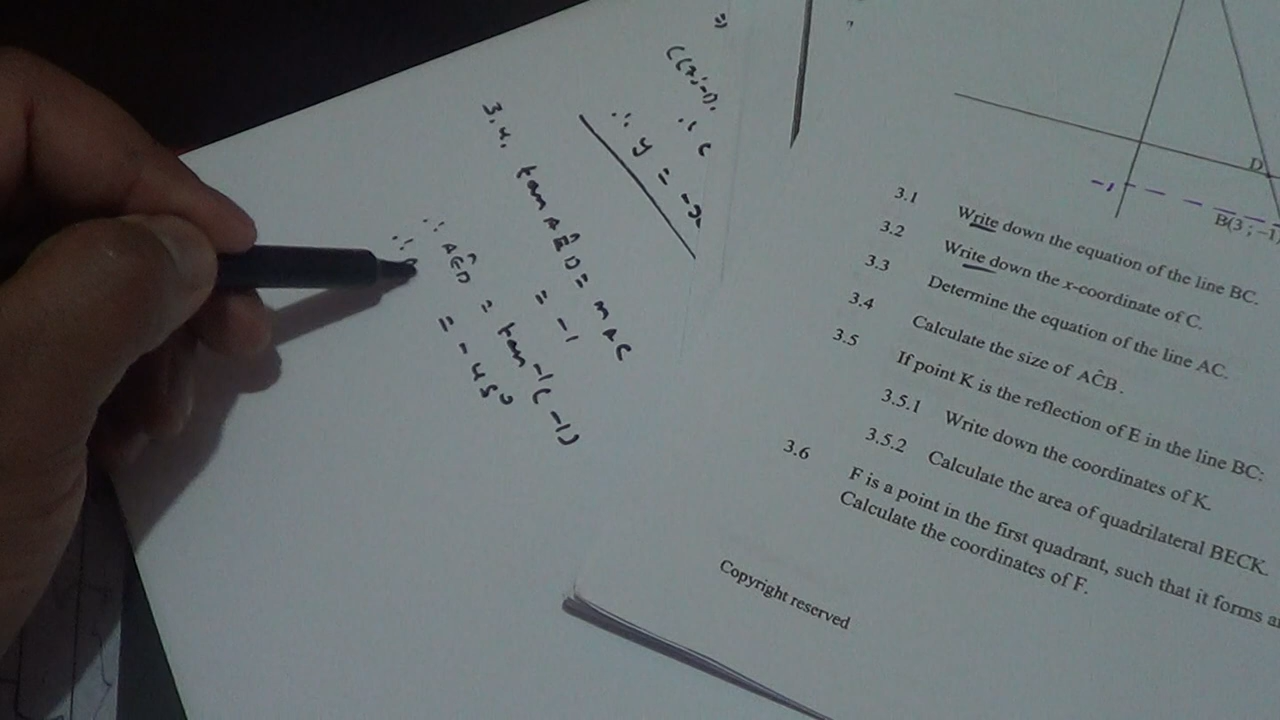 C(7;-1).
∴ C
∴ y = -x
3.4. tan AÊD = mAC
= -1
∴ AÊD = tan-1(-1)
= -45°
∴
D
-1
B(3 ; −1)
3.1 Write down the equation of the line BC.
3.2 Write down the x-coordinate of C.
3.3 Determine the equation of the line AC.
3.4 Calculate the size of AĈB.
3.5 If point K is the reflection of E in the line BC:
3.5.1 Write down the coordinates of K.
3.5.2 Calculate the area of quadrilateral BECK.
3.6 F is a point in the first quadrant, such that it forms
Calculate the coordinates of F.
Copyright reserved